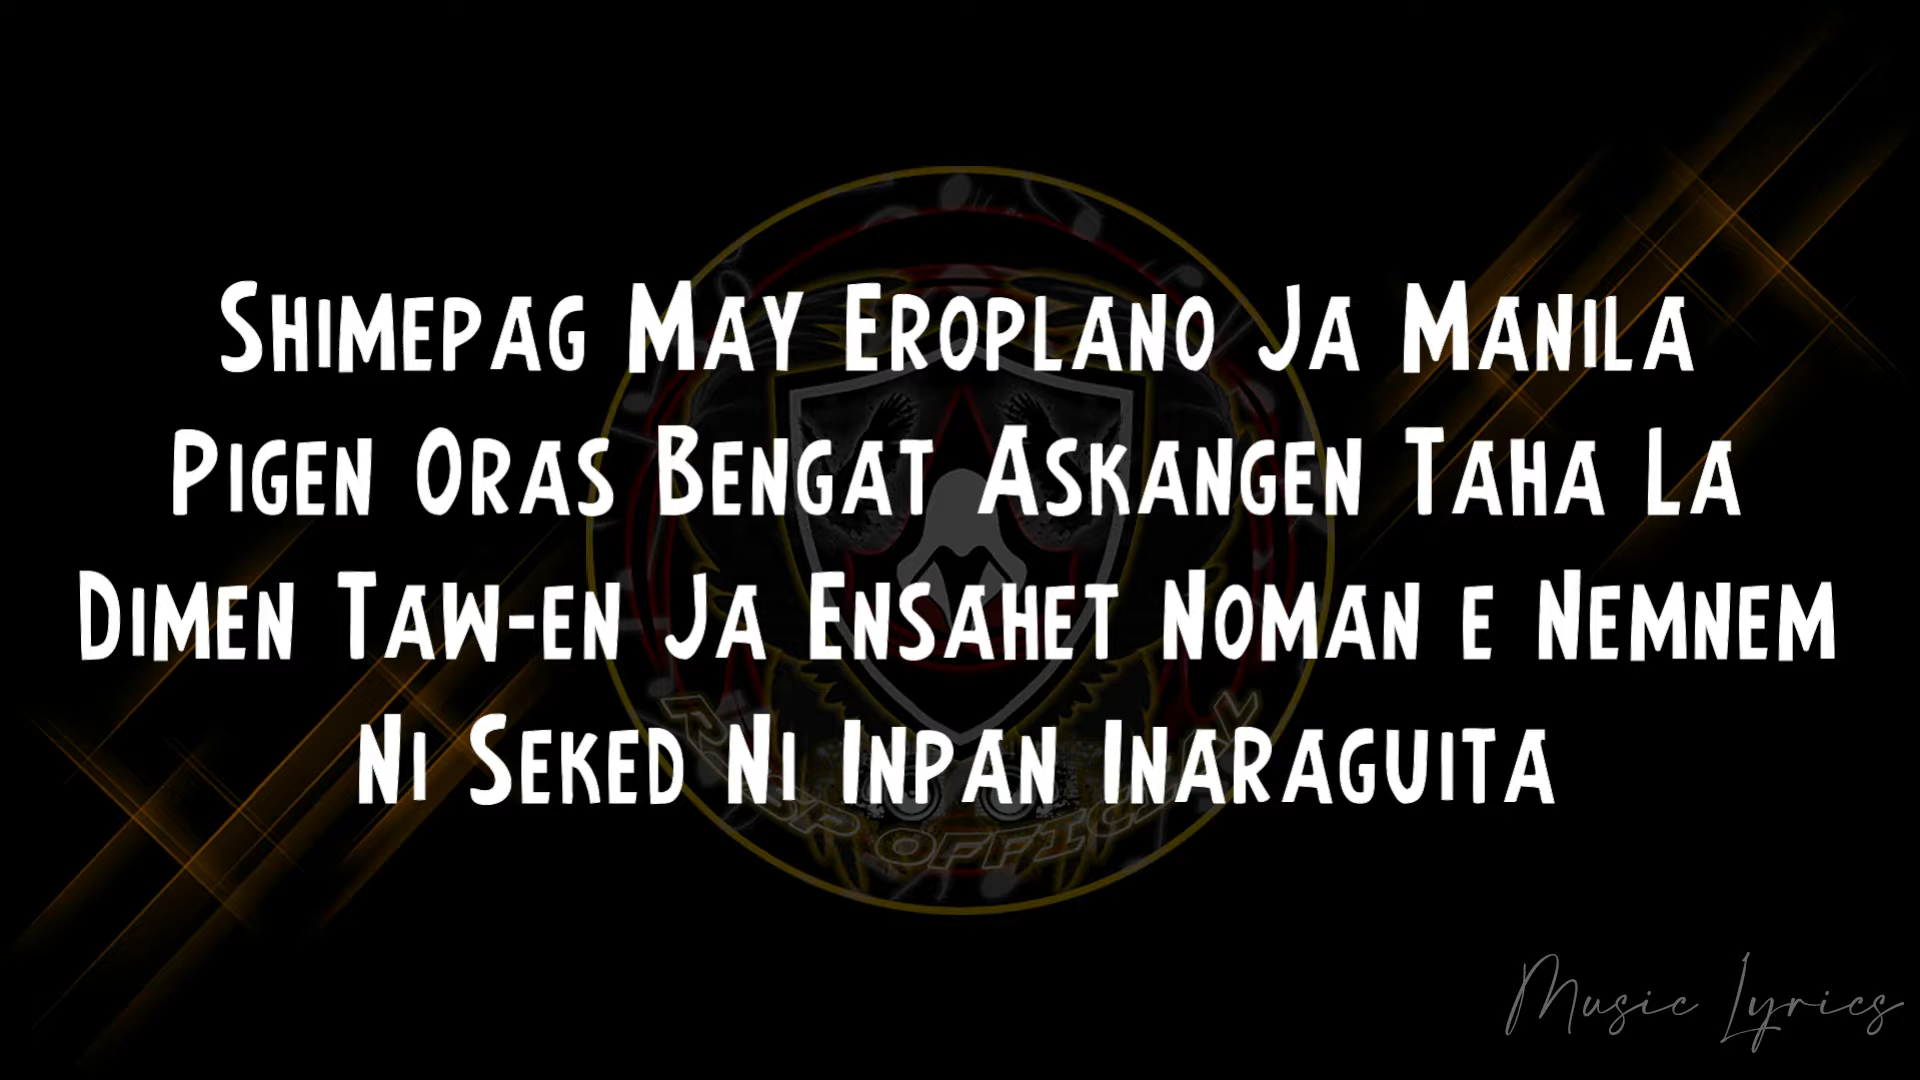 Shimepag May Eroplano Ja Manila
Pigen Oras Bengat Askangen Taha La
Dimen Taw-en Ja Ensahet Noman e Nemnem
Ni Seked Ni Inpan Inaraguita
OFFICIAL
Music Lyrics